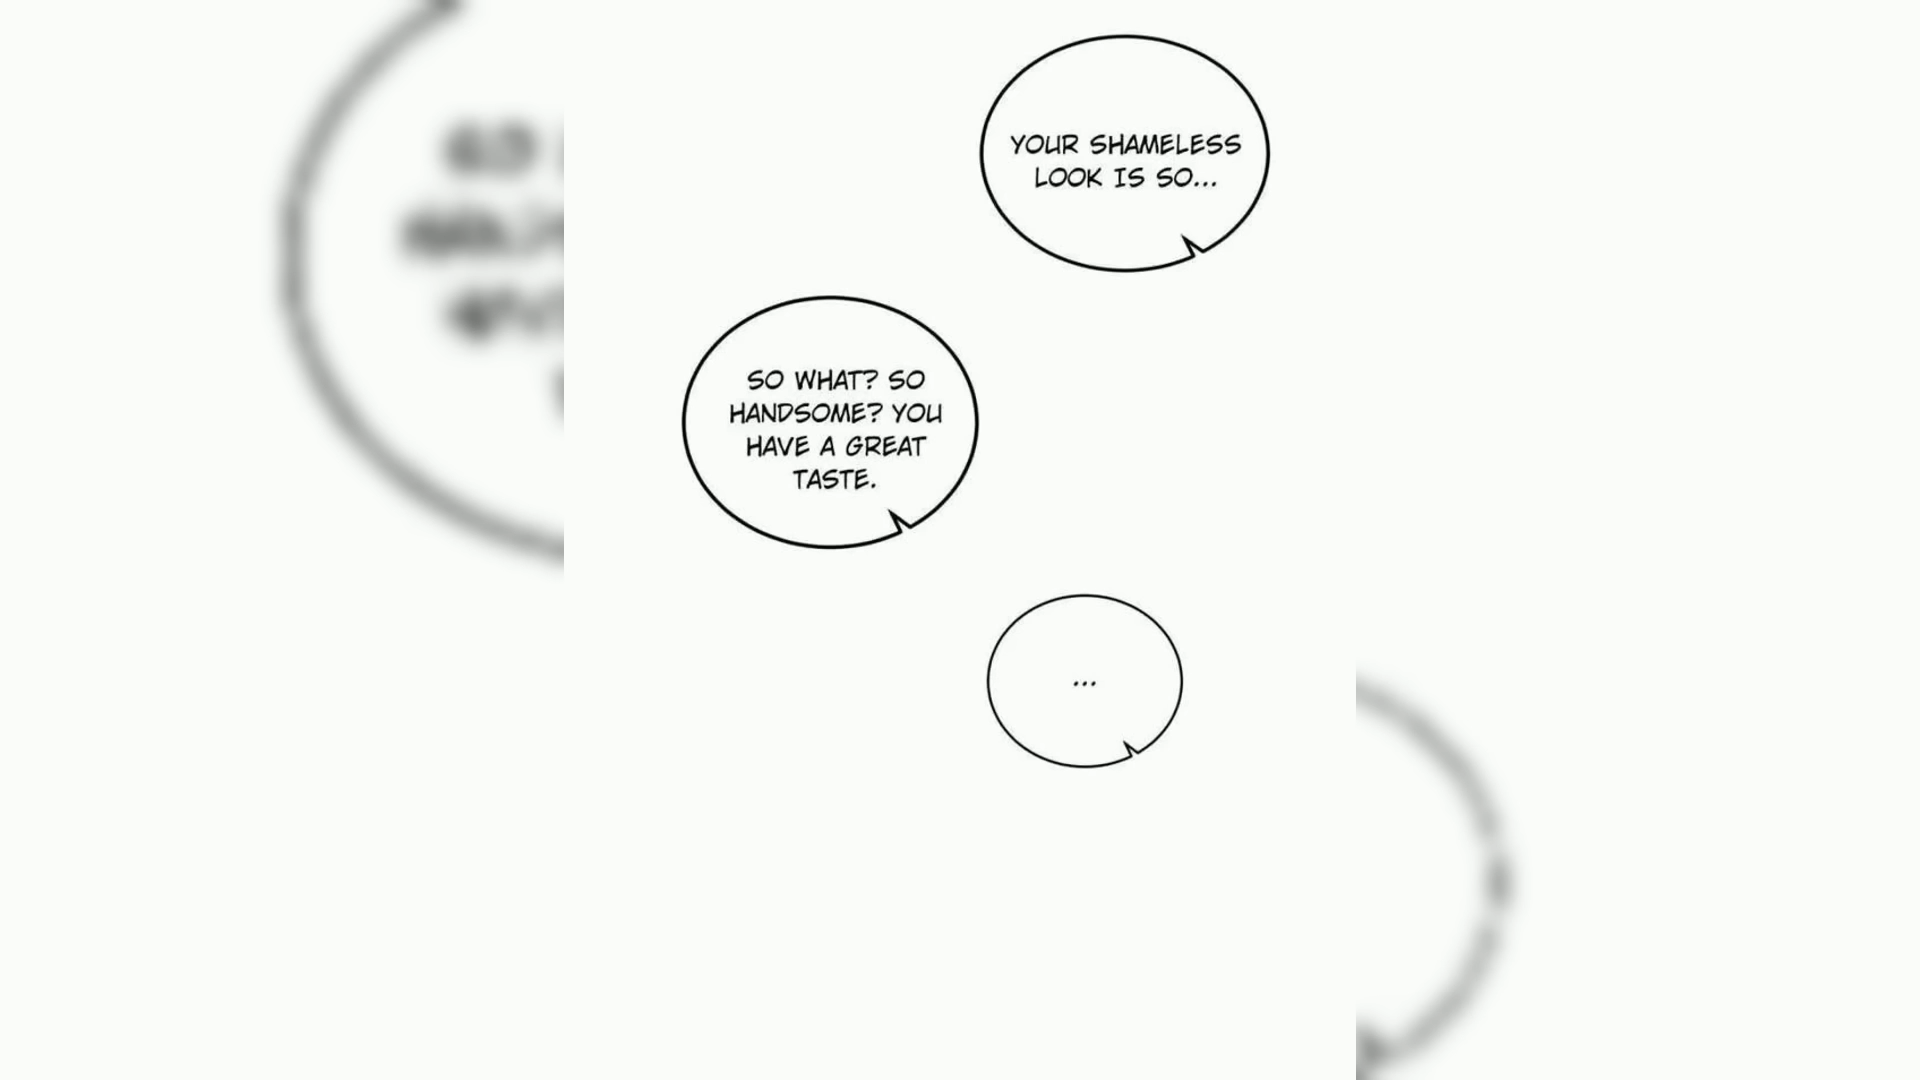 YOUR SHAMELESS
LOOK IS SO...
SO WHAT? SO
HANDSOME? YOU
HAVE A GREAT
TASTE.
...